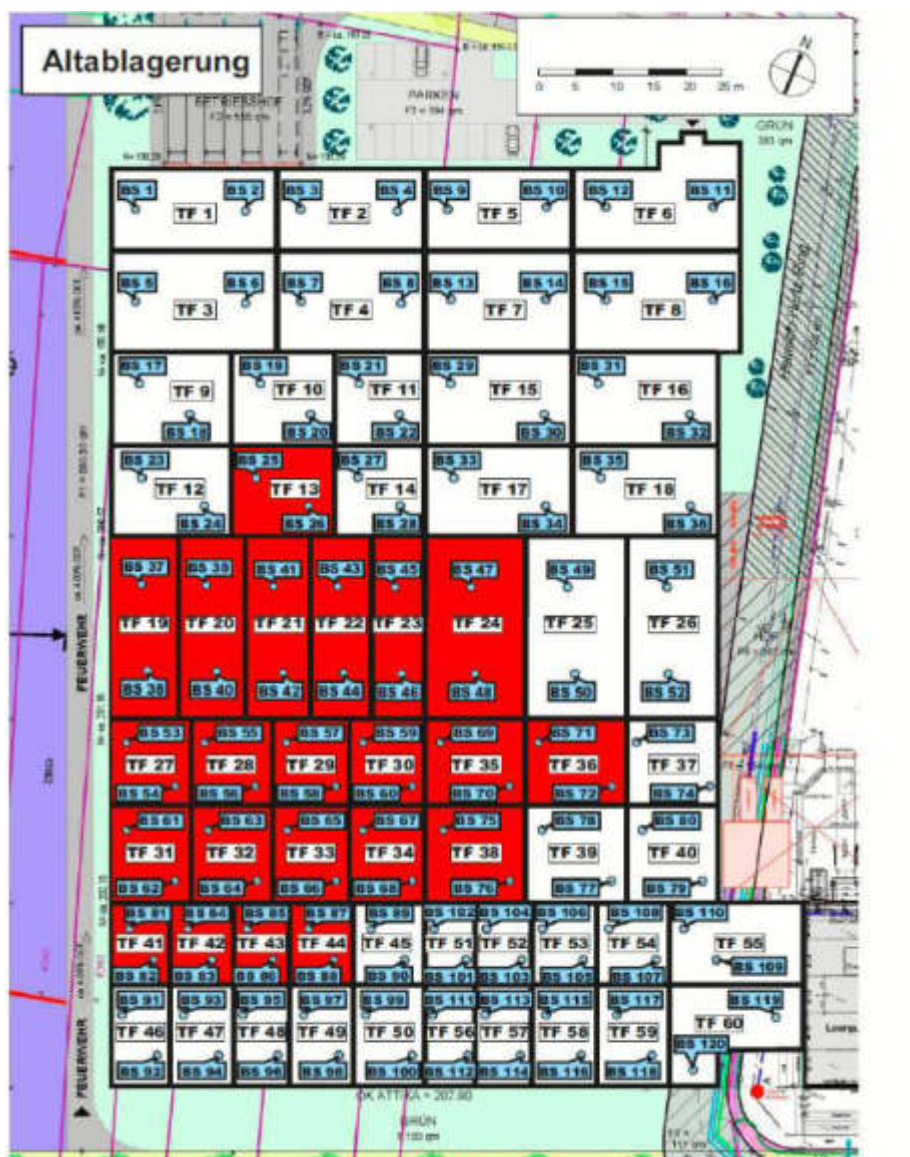 Altablagerung
N
0 5 10 15 20 25 m
BETRIEBSHOF
PARKEN
GRÜN
BS 1 BS 2 BS 3 BS 4 BS 9 BS 10 BS 12 BS 11
TF 1 TF 2 TF 5 TF 6
BS 5 BS 6 BS 7 BS 8 BS 13 BS 14 BS 15 BS 16
TF 3 TF 4 TF 7 TF 8
BS 17 BS 19 BS 21 BS 29 BS 31
TF 9 TF 10 TF 11 TF 15 TF 16
BS 18 BS 20 BS 22 BS 30 BS 32
BS 23 BS 25 BS 27 BS 33 BS 35
TF 12 TF 13 TF 14 TF 17 TF 18
BS 24 BS 26 BS 28 BS 34 BS 36
BS 37 BS 39 BS 41 BS 43 BS 45 BS 47 BS 49 BS 51
TF 19 TF 20 TF 21 TF 22 TF 23 TF 24 TF 25 TF 26
BS 38 BS 40 BS 42 BS 44 BS 46 BS 48 BS 50 BS 52
FEUERWEHR
BS 53 BS 55 BS 57 BS 59 BS 69 BS 71 BS 73
TF 27 TF 28 TF 29 TF 30 TF 35 TF 36 TF 37
BS 54 BS 56 BS 58 BS 60 BS 70 BS 72 BS 74
BS 61 BS 63 BS 65 BS 67 BS 75 BS 78 BS 80
TF 31 TF 32 TF 33 TF 34 TF 38 TF 39 TF 40
BS 62 BS 64 BS 66 BS 68 BS 76 BS 77 BS 79
BS 81 BS 84 BS 85 BS 87 BS 89 BS 102 BS 104 BS 106 BS 108 BS 110
TF 41 TF 42 TF 43 TF 44 TF 45 TF 51 TF 52 TF 53 TF 54 TF 55
BS 82 BS 83 BS 86 BS 88 BS 90 BS 101 BS 103 BS 105 BS 107 BS 109
BS 91 BS 93 BS 95 BS 97 BS 99 BS 111 BS 113 BS 115 BS 117 BS 119
TF 46 TF 47 TF 48 TF 49 TF 50 TF 56 TF 57 TF 58 TF 59 TF 60
BS 92 BS 94 BS 96 BS 98 BS 100 BS 112 BS 114 BS 116 BS 118 BS 120
FEUERWEHR
OK ATTIKA = 207.80
GRÜN